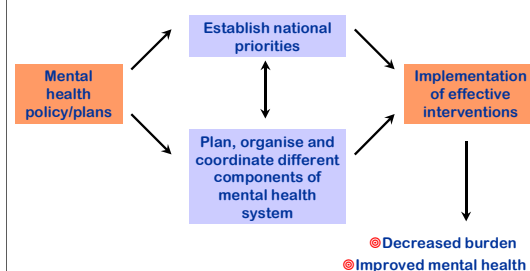 Establish national
priorities
Mental
health
policy/plans
Implementation
of effective
interventions
Plan, organise and
coordinate different
components of
mental health
system
Decreased burden
Improved mental health